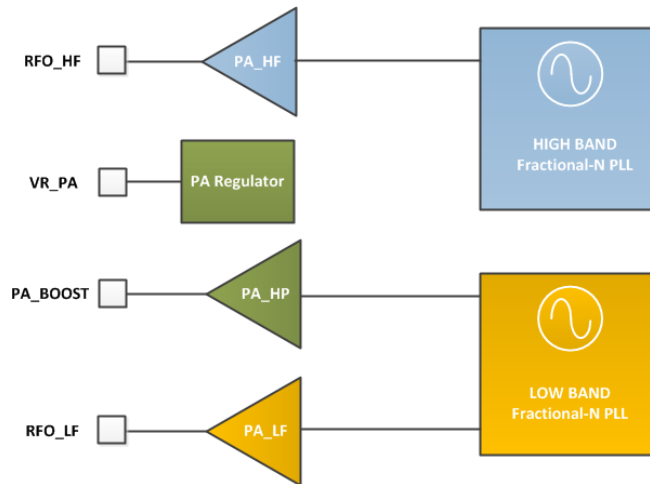 RFO_HF
PA_HF
HIGH BAND
Fractional-N PLL
VR_PA
PA Regulator
PA_BOOST
PA_HP
LOW BAND
Fractional-N PLL
RFO_LF
PA_LF